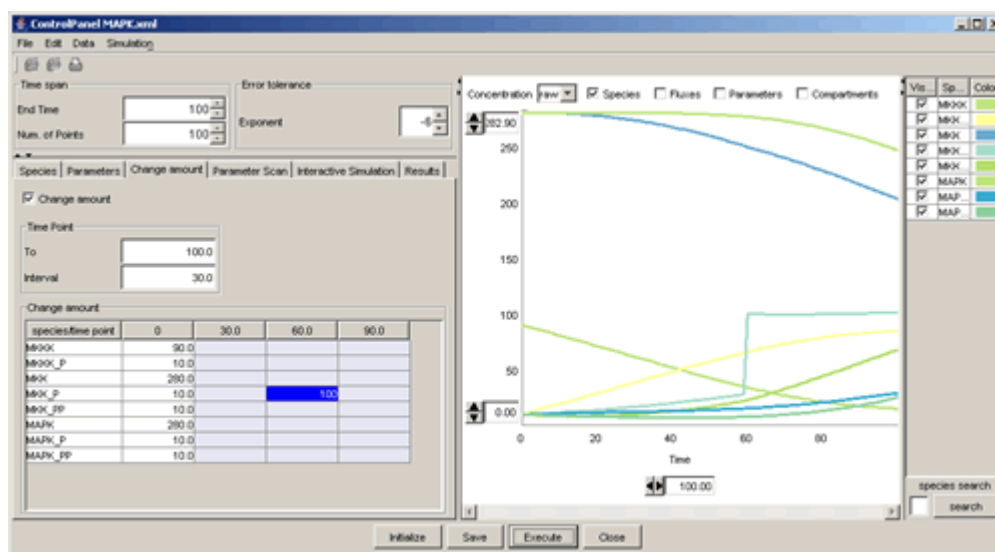 ControlPanel MAPK.xml
File Edit Data Simulation
Time span
End Time 100
Num. of Points 100
Error tolerance
Exponent -6
Species Parameters Change amount Parameter Scan Interactive Simulation Results
Change amount
Time Point
To 100.0
Interval 30.0
Change amount
species/time point 0 30.0 60.0 90.0
MKKK 90.0
MKKK_P 10.0
MKK 280.0
MKK_P 10.0 100
MKK_PP 10.0
MAPK 280.0
MAPK_P 10.0
MAPK_PP 10.0
Concentration raw Species Fluxes Parameters Compartments
282.90
250
200
150
100
50
0.00
0 20 40 60 80
Time
100.00
Vis... Sp... Color
MKKK
MKK...
MKK
MKK...
MKK...
MAPK
MAP...
MAP...
species search
search
Initialize Save Execute Close